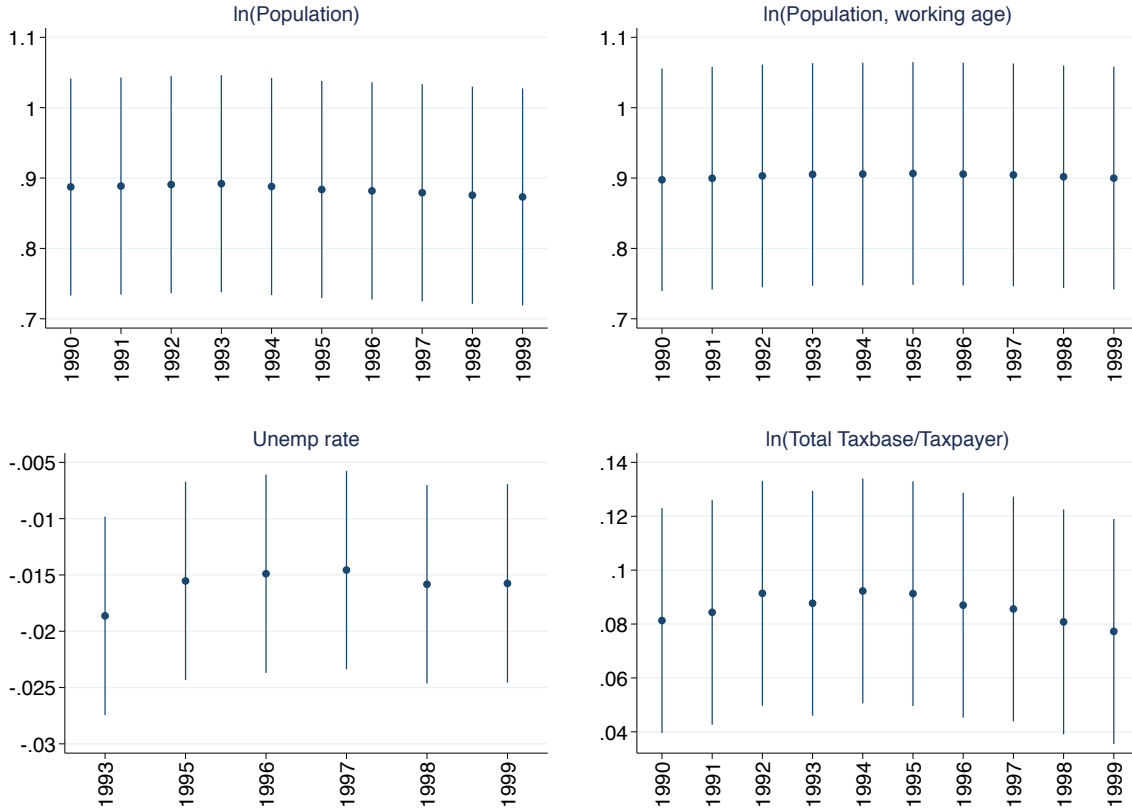 ln(Population)
1.1
1
.9
.8
.7
1990 1991 1992 1993 1994 1995 1996 1997 1998 1999
ln(Population, working age)
1.1
1
.9
.8
.7
1990 1991 1992 1993 1994 1995 1996 1997 1998 1999
Unemp rate
-.005
-.01
-.015
-.02
-.025
-.03
1993 1995 1996 1997 1998 1999
ln(Total Taxbase/Taxpayer)
.14
.12
.1
.08
.06
.04
1990 1991 1992 1993 1994 1995 1996 1997 1998 1999